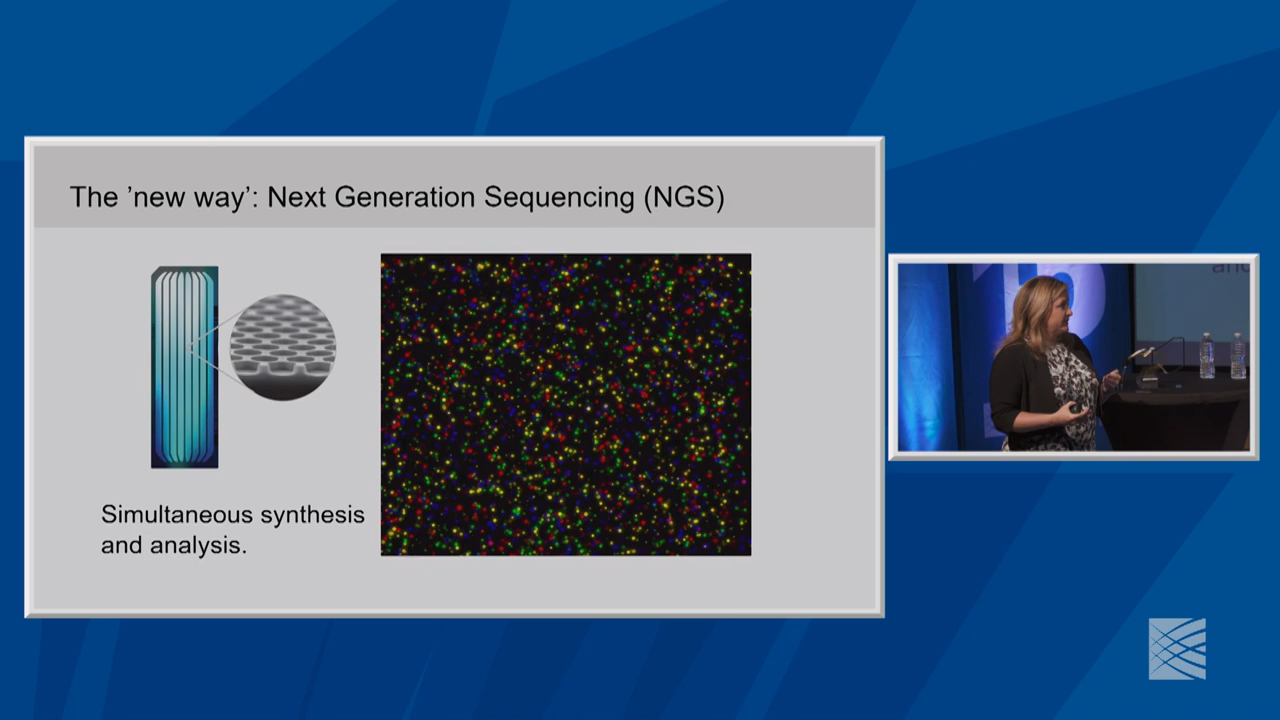 The ’new way’: Next Generation Sequencing (NGS)
Simultaneous synthesis
and analysis.